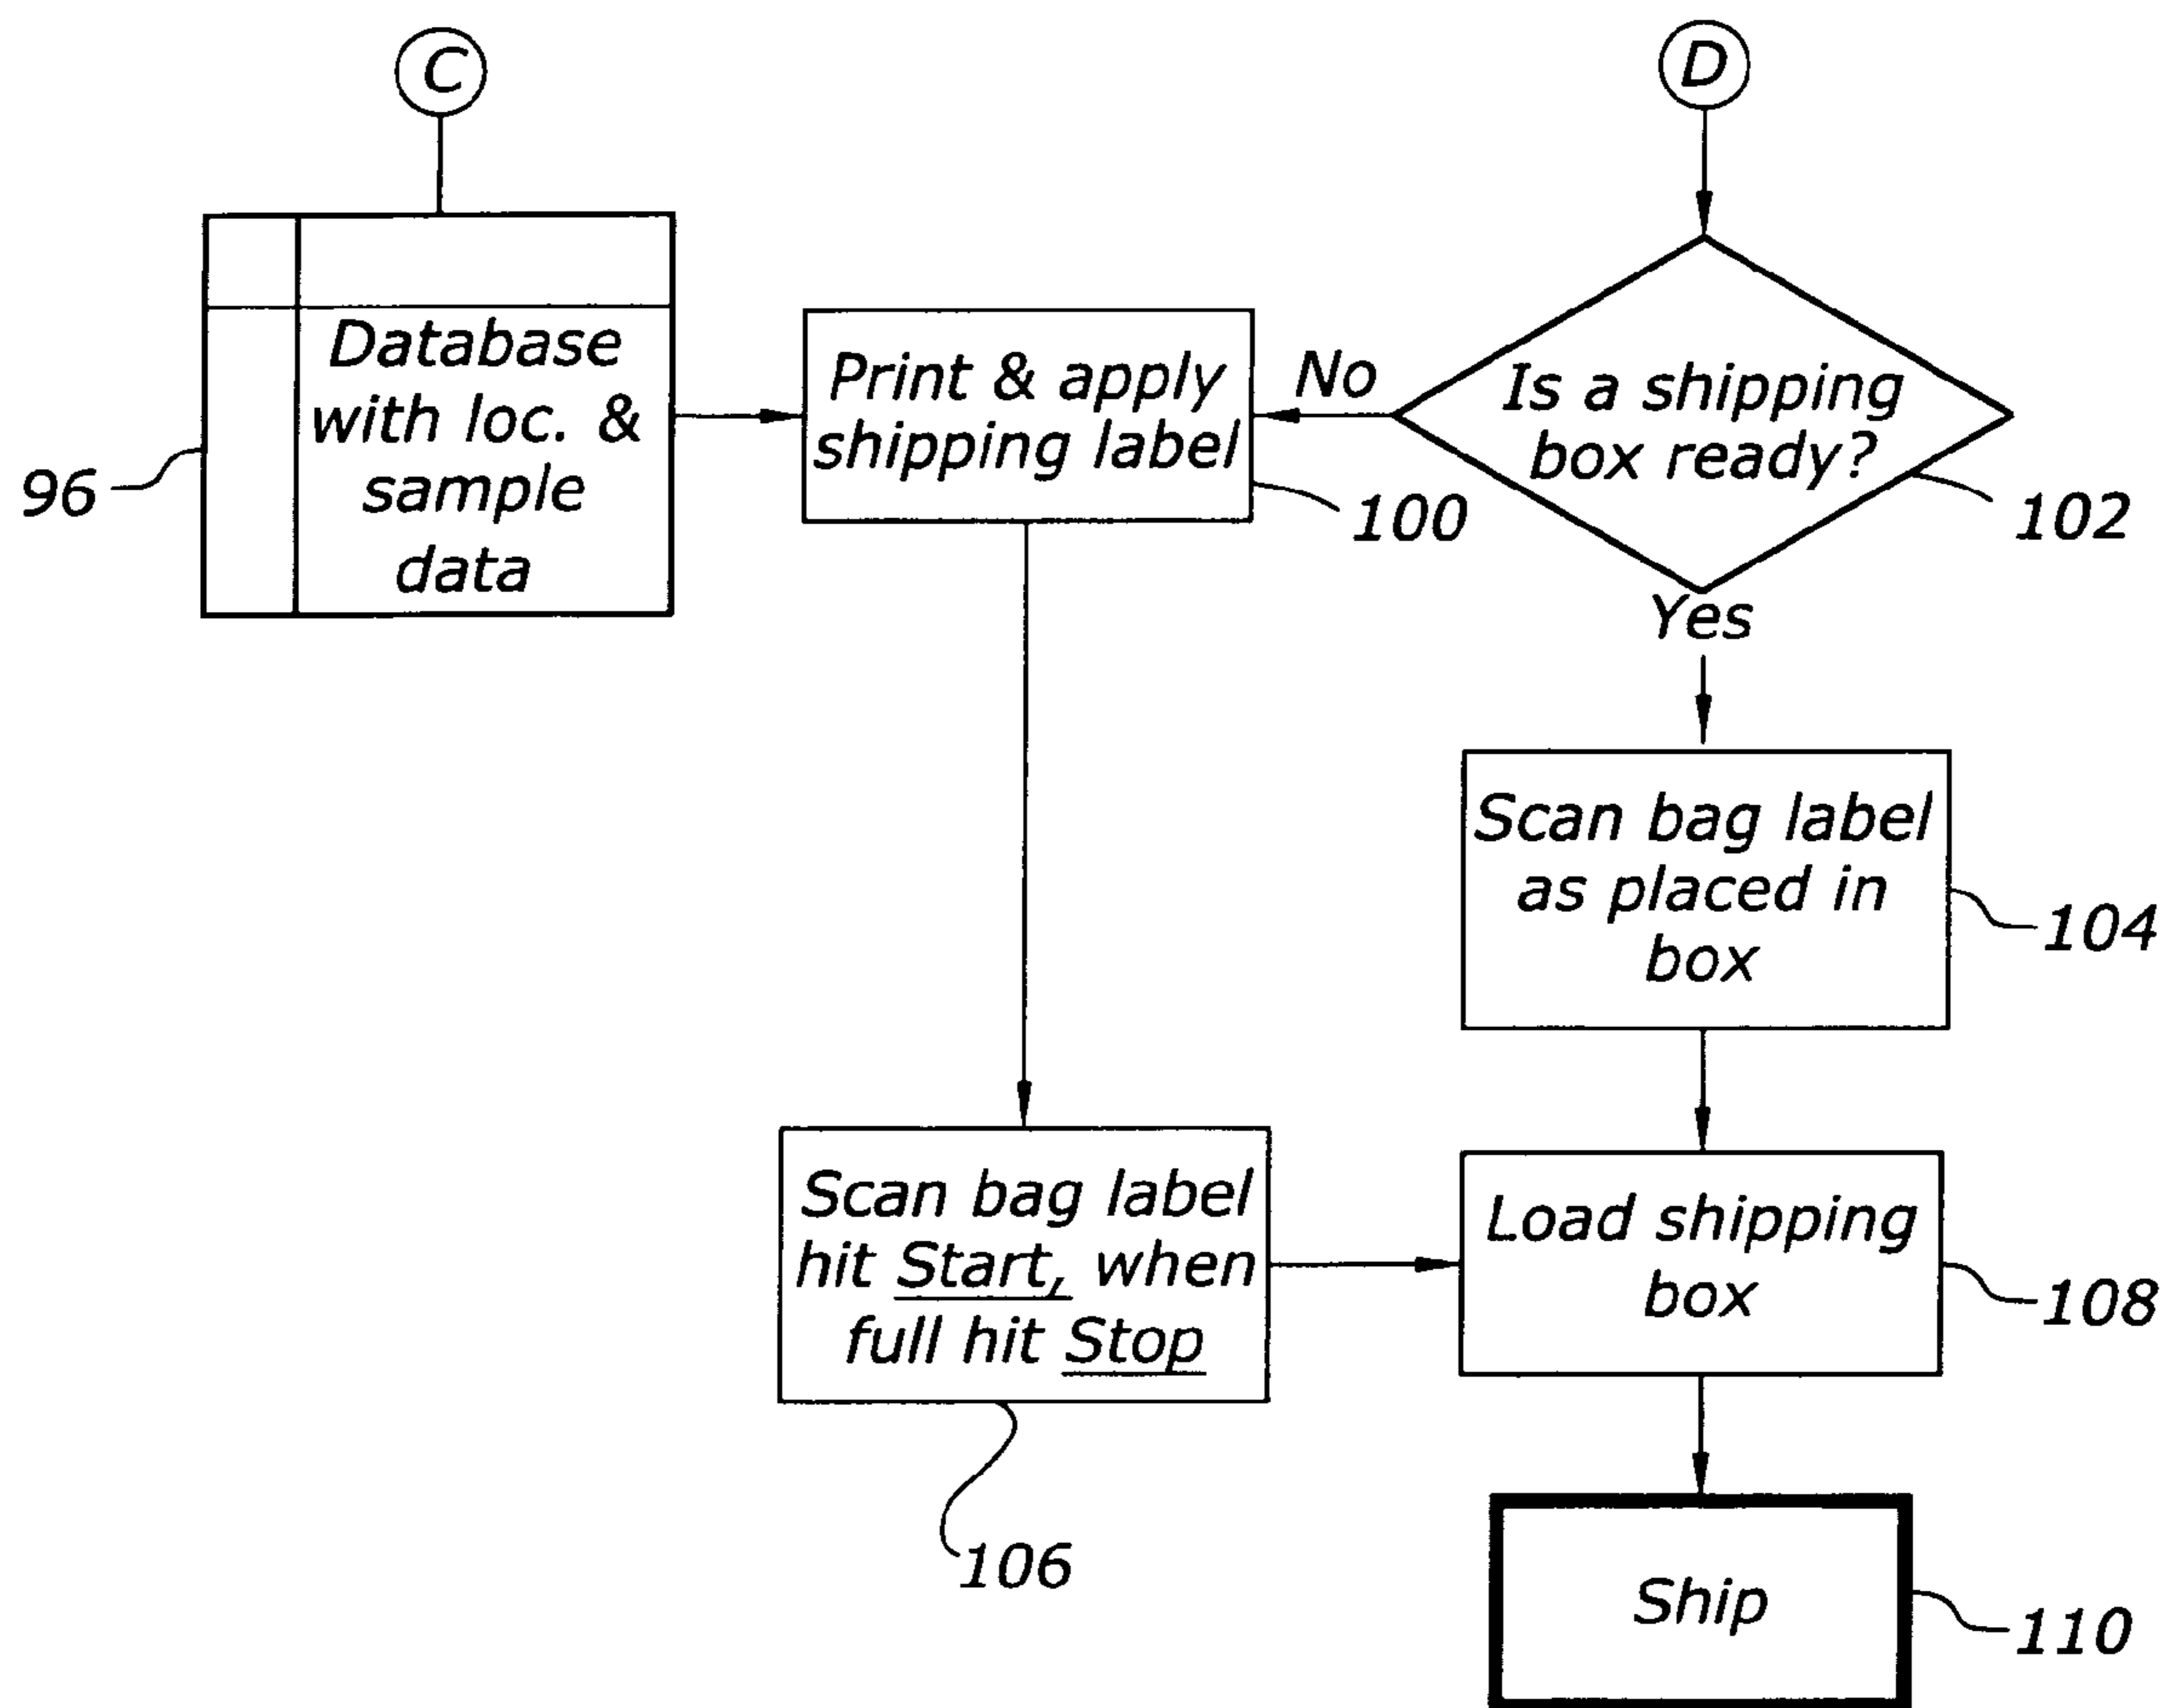 C
D
Database
with loc. &
sample
data
96
Print & apply
shipping label
100
No
Is a shipping
box ready?
102
Yes
Scan bag label
as placed in
box
104
Scan bag label
hit Start, when
full hit Stop
106
Load shipping
box
108
Ship
110